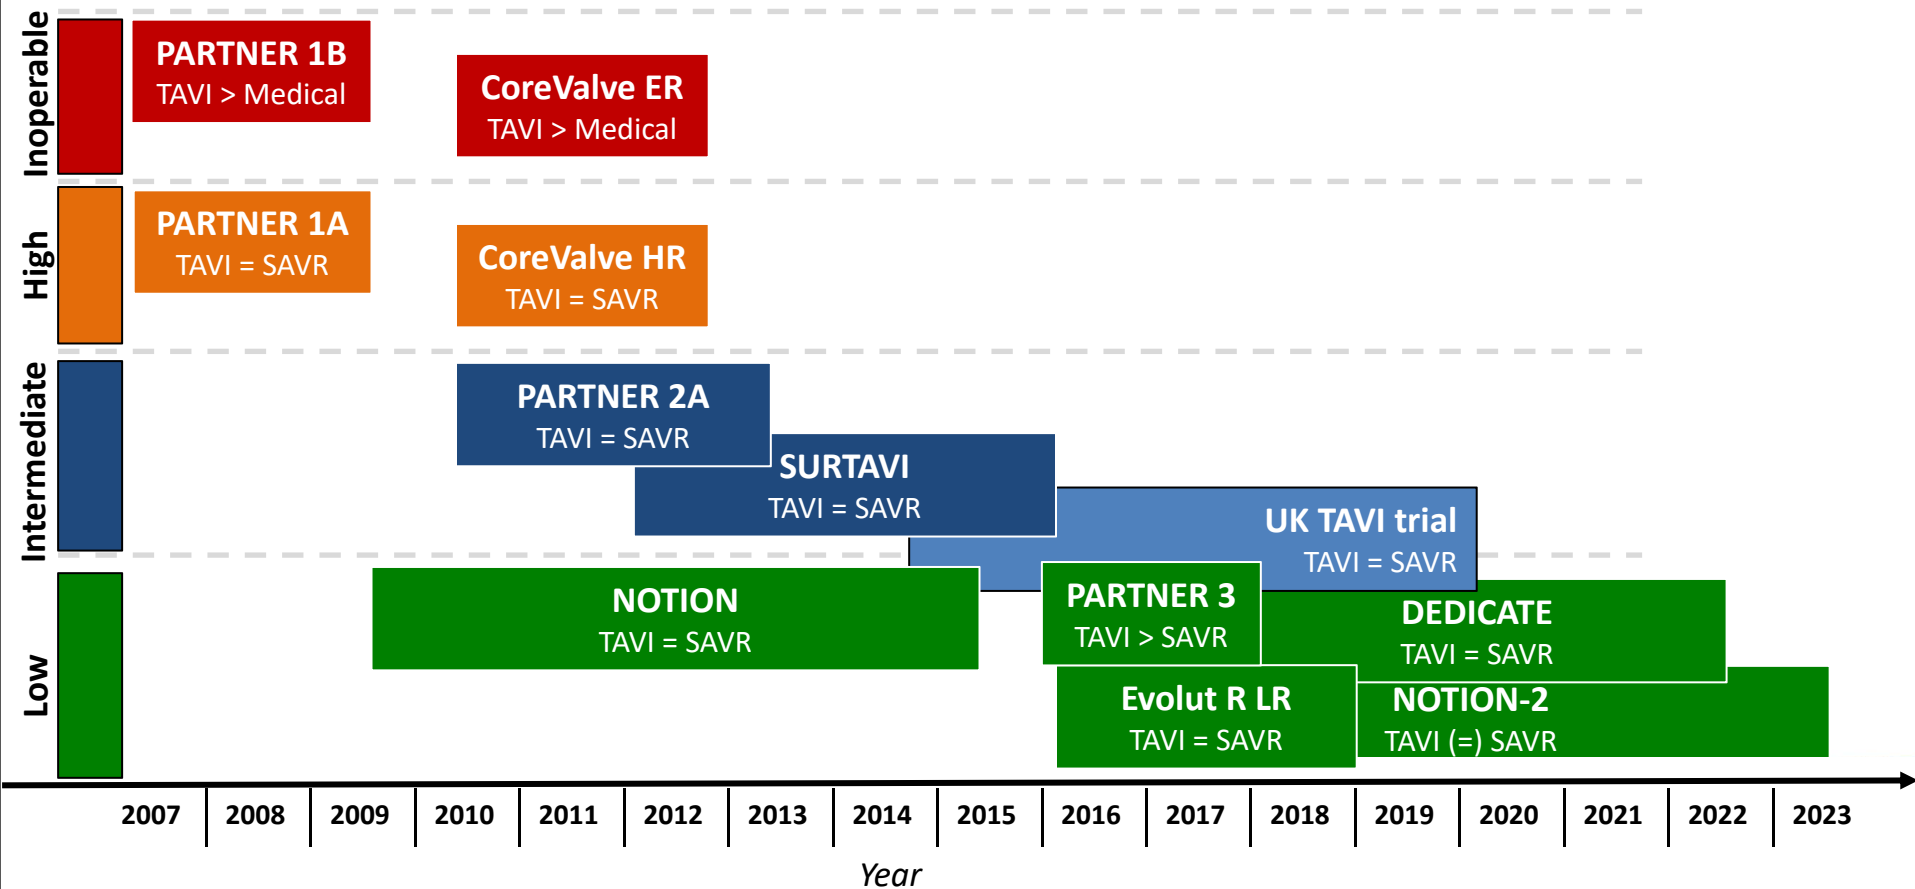 Inoperable
PARTNER 1B
TAVI > Medical
CoreValve ER
TAVI > Medical
High
PARTNER 1A
TAVI = SAVR
CoreValve HR
TAVI = SAVR
Intermediate
PARTNER 2A
TAVI = SAVR
SURTAVI
TAVI = SAVR
UK TAVI trial
TAVI = SAVR
Low
NOTION
TAVI = SAVR
PARTNER 3
TAVI > SAVR
DEDICATE
TAVI = SAVR
Evolut R LR
TAVI = SAVR
NOTION-2
TAVI (=) SAVR
2007 2008 2009 2010 2011 2012 2013 2014 2015 2016 2017 2018 2019 2020 2021 2022 2023
Year